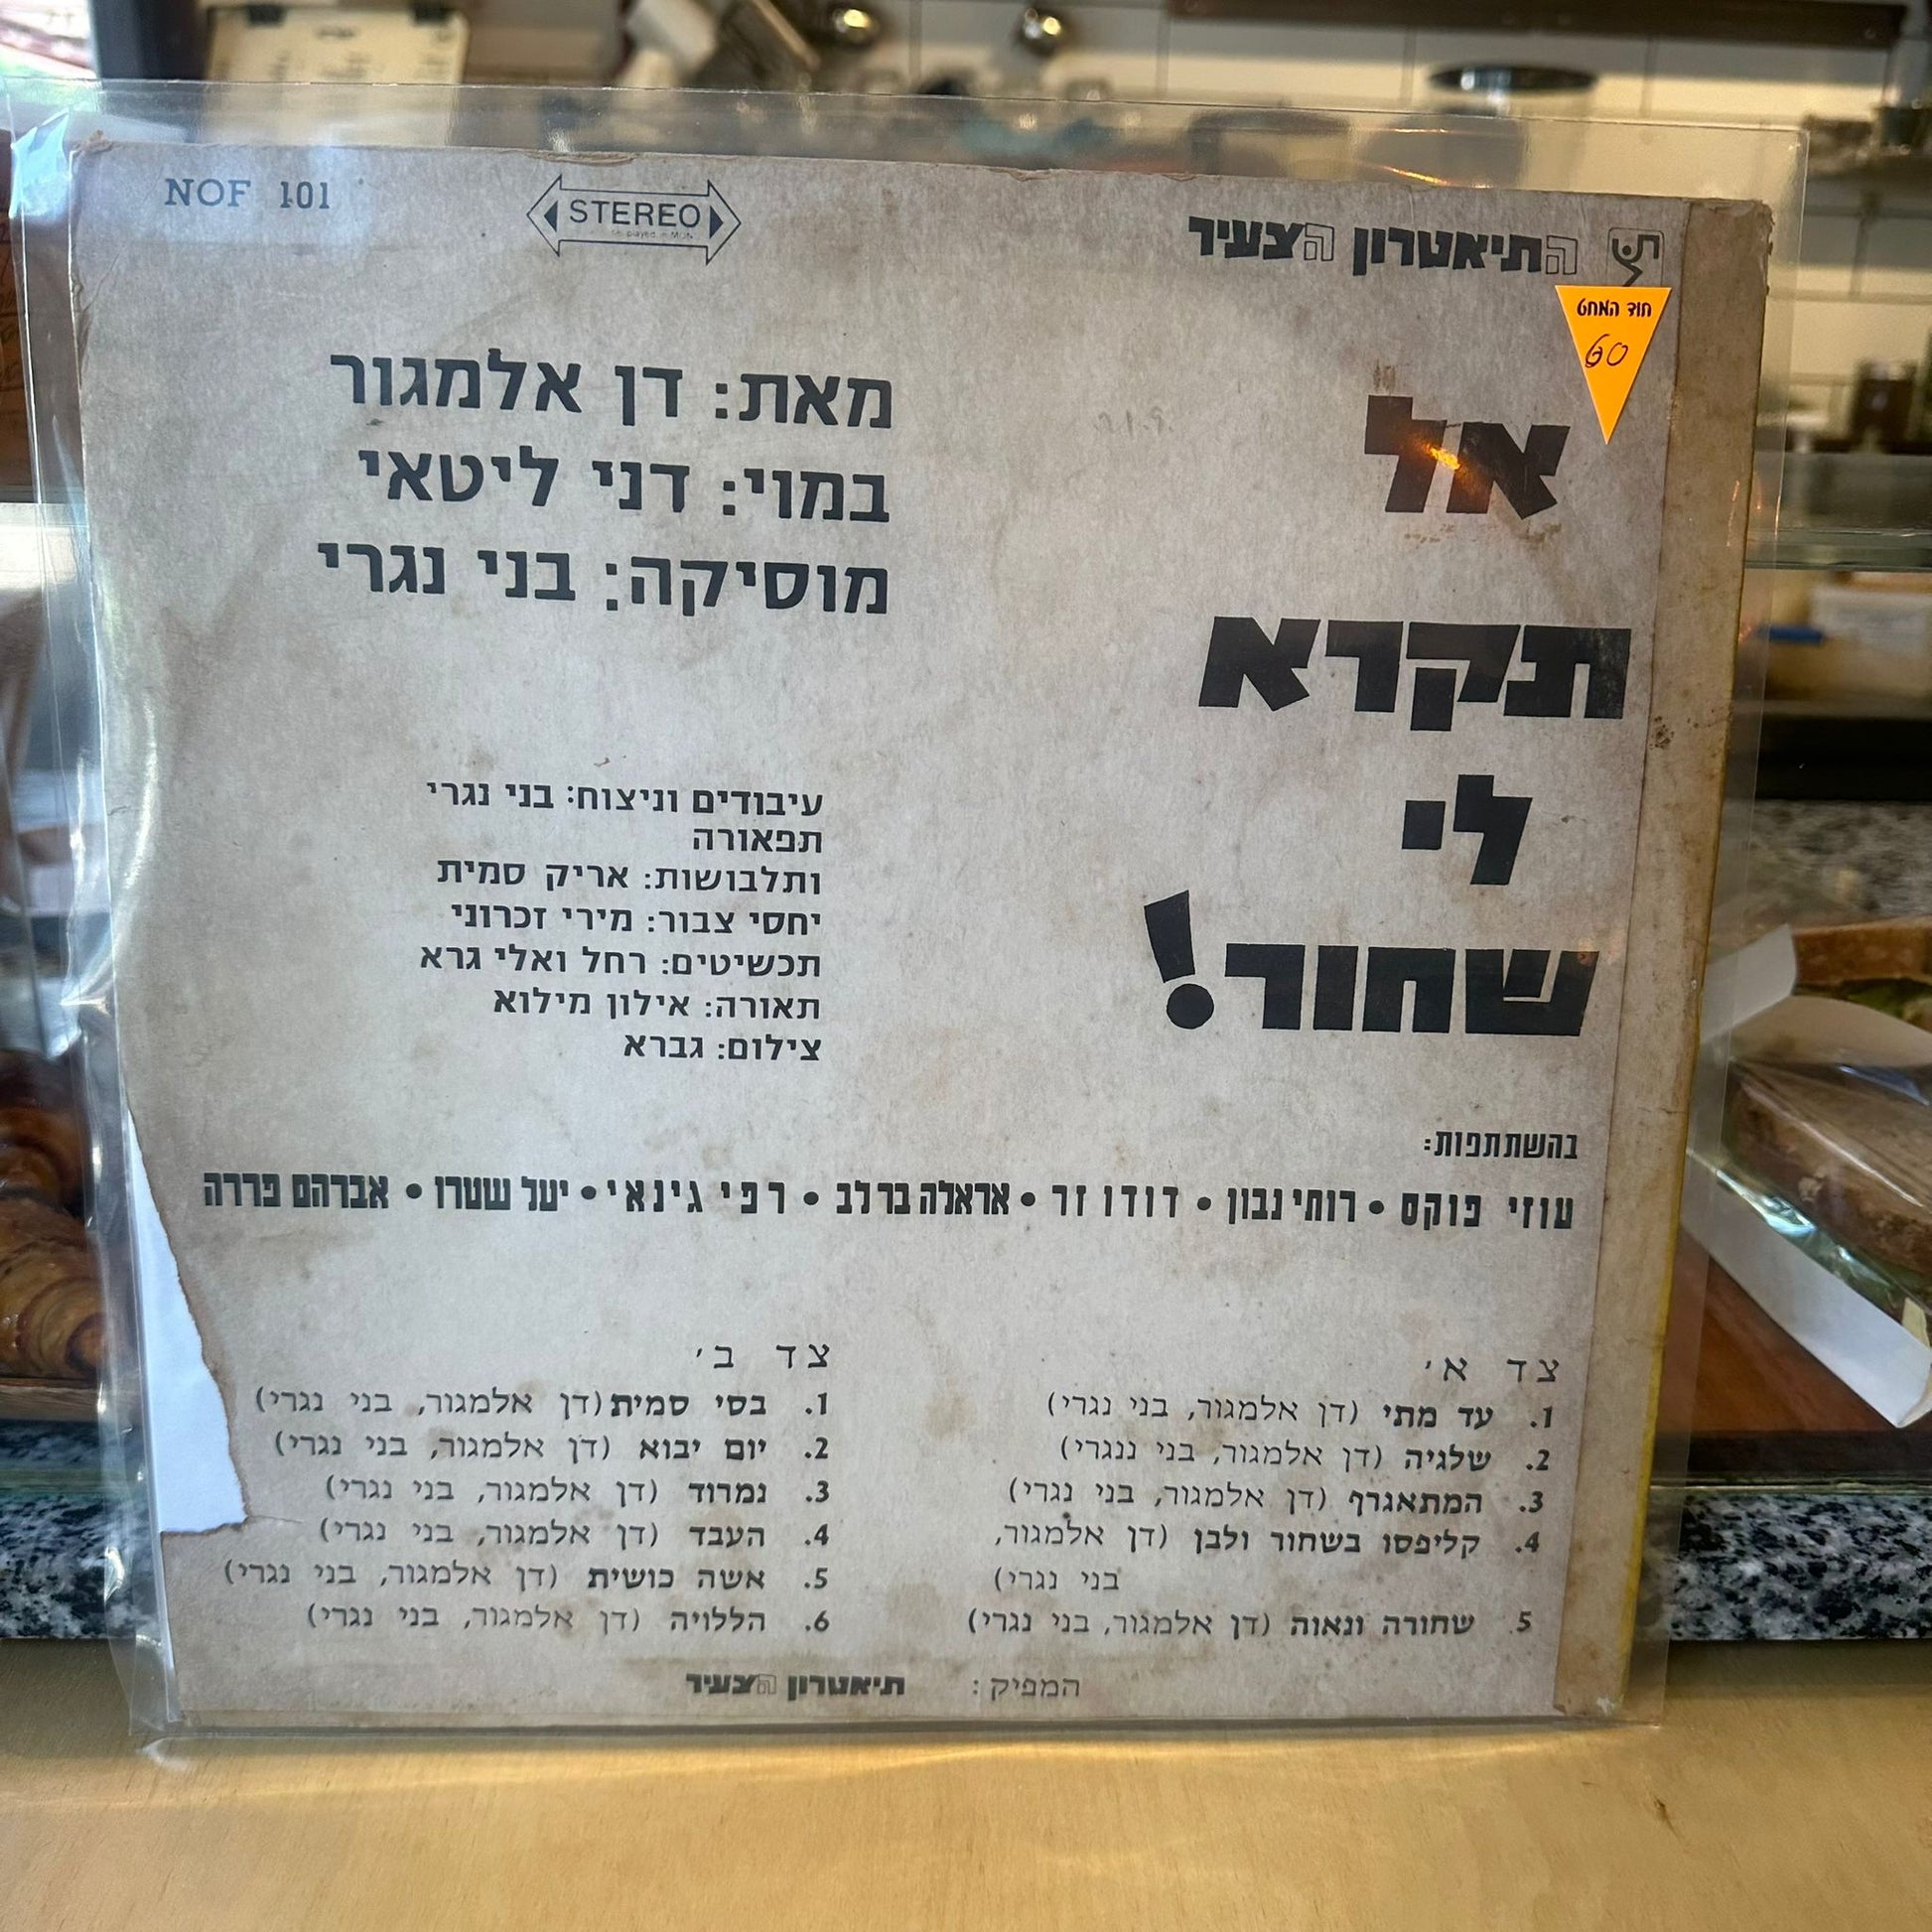 NOF 101
STEREO
התיאטרון הצעיר
חוד המחט
60
אל
תקרא
לי
שחור!
מאת: דן אלמגור
במוי: דני ליטאי
מוסיקה: בני נגרי
עיבודים וניצוח: בני נגרי
תפאורה
ותלבושות: אריק סמית
יחסי צבור: מירי זכרוני
תכשיטים: רחל ואלי גרא
תאורה: אילון מילוא
צילום: גברא
בהשתתפות:
עוזי פוקס • רותי נבון • דודו זר • אראלה ברלב • רפי גינאי • יעל שטרו • אברהם פררה
צד א׳
1. עד מתי (דן אלמגור, בני נגרי)
2. שלגיה (דן אלמגור, בני ננגרי)
3. המתאגרף (דן אלמגור, בני נגרי)
4. קליפסו בשחור ולבן (דן אלמגור,
בני נגרי)
5 שחורה ונאוה (דן אלמגור, בני נגרי)
צד ב׳
1. בסי סמית (דן אלמגור, בני נגרי)
2. יום יבוא (דן אלמגור, בני נגרי)
3. נמרוד (דן אלמגור, בני נגרי)
4. העבד (דן אלמגור, בני נגרי)
5. אשה כושית (דן אלמגור, בני נגרי)
6. הללויה (דן אלמגור, בני נגרי)
המפיק: תיאטרון הצעיר